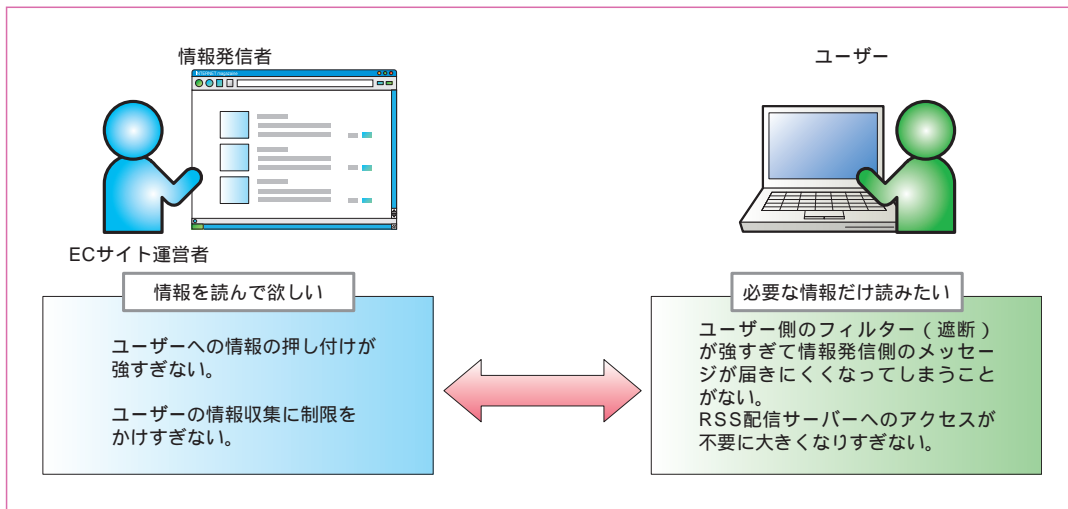 情報発信者
ユーザー
INTERNET magazine
ECサイト運営者
情報を読んで欲しい
ユーザーへの情報の押し付けが
強すぎない。
ユーザーの情報収集に制限を
かけすぎない。
必要な情報だけ読みたい
ユーザー側のフィルター（遮断）
が強すぎて情報発信側のメッセー
ジが届きにくくなってしまうこと
がない。
RSS配信サーバーへのアクセスが
不要に大きくなりすぎない。